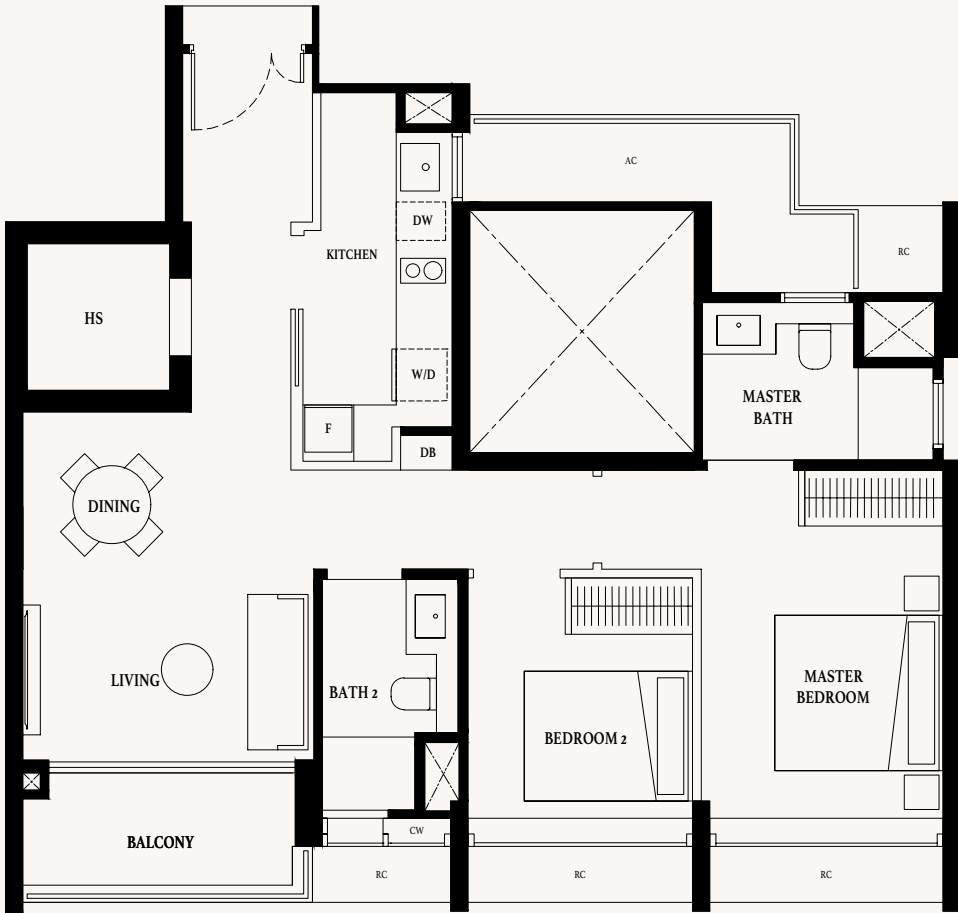 AC
DW
KITCHEN
RC
HS
W/D
MASTER
BATH
F
DB
DINING
LIVING
BATH 2
MASTER
BEDROOM
BEDROOM 2
BALCONY
CW
RC
RC
RC